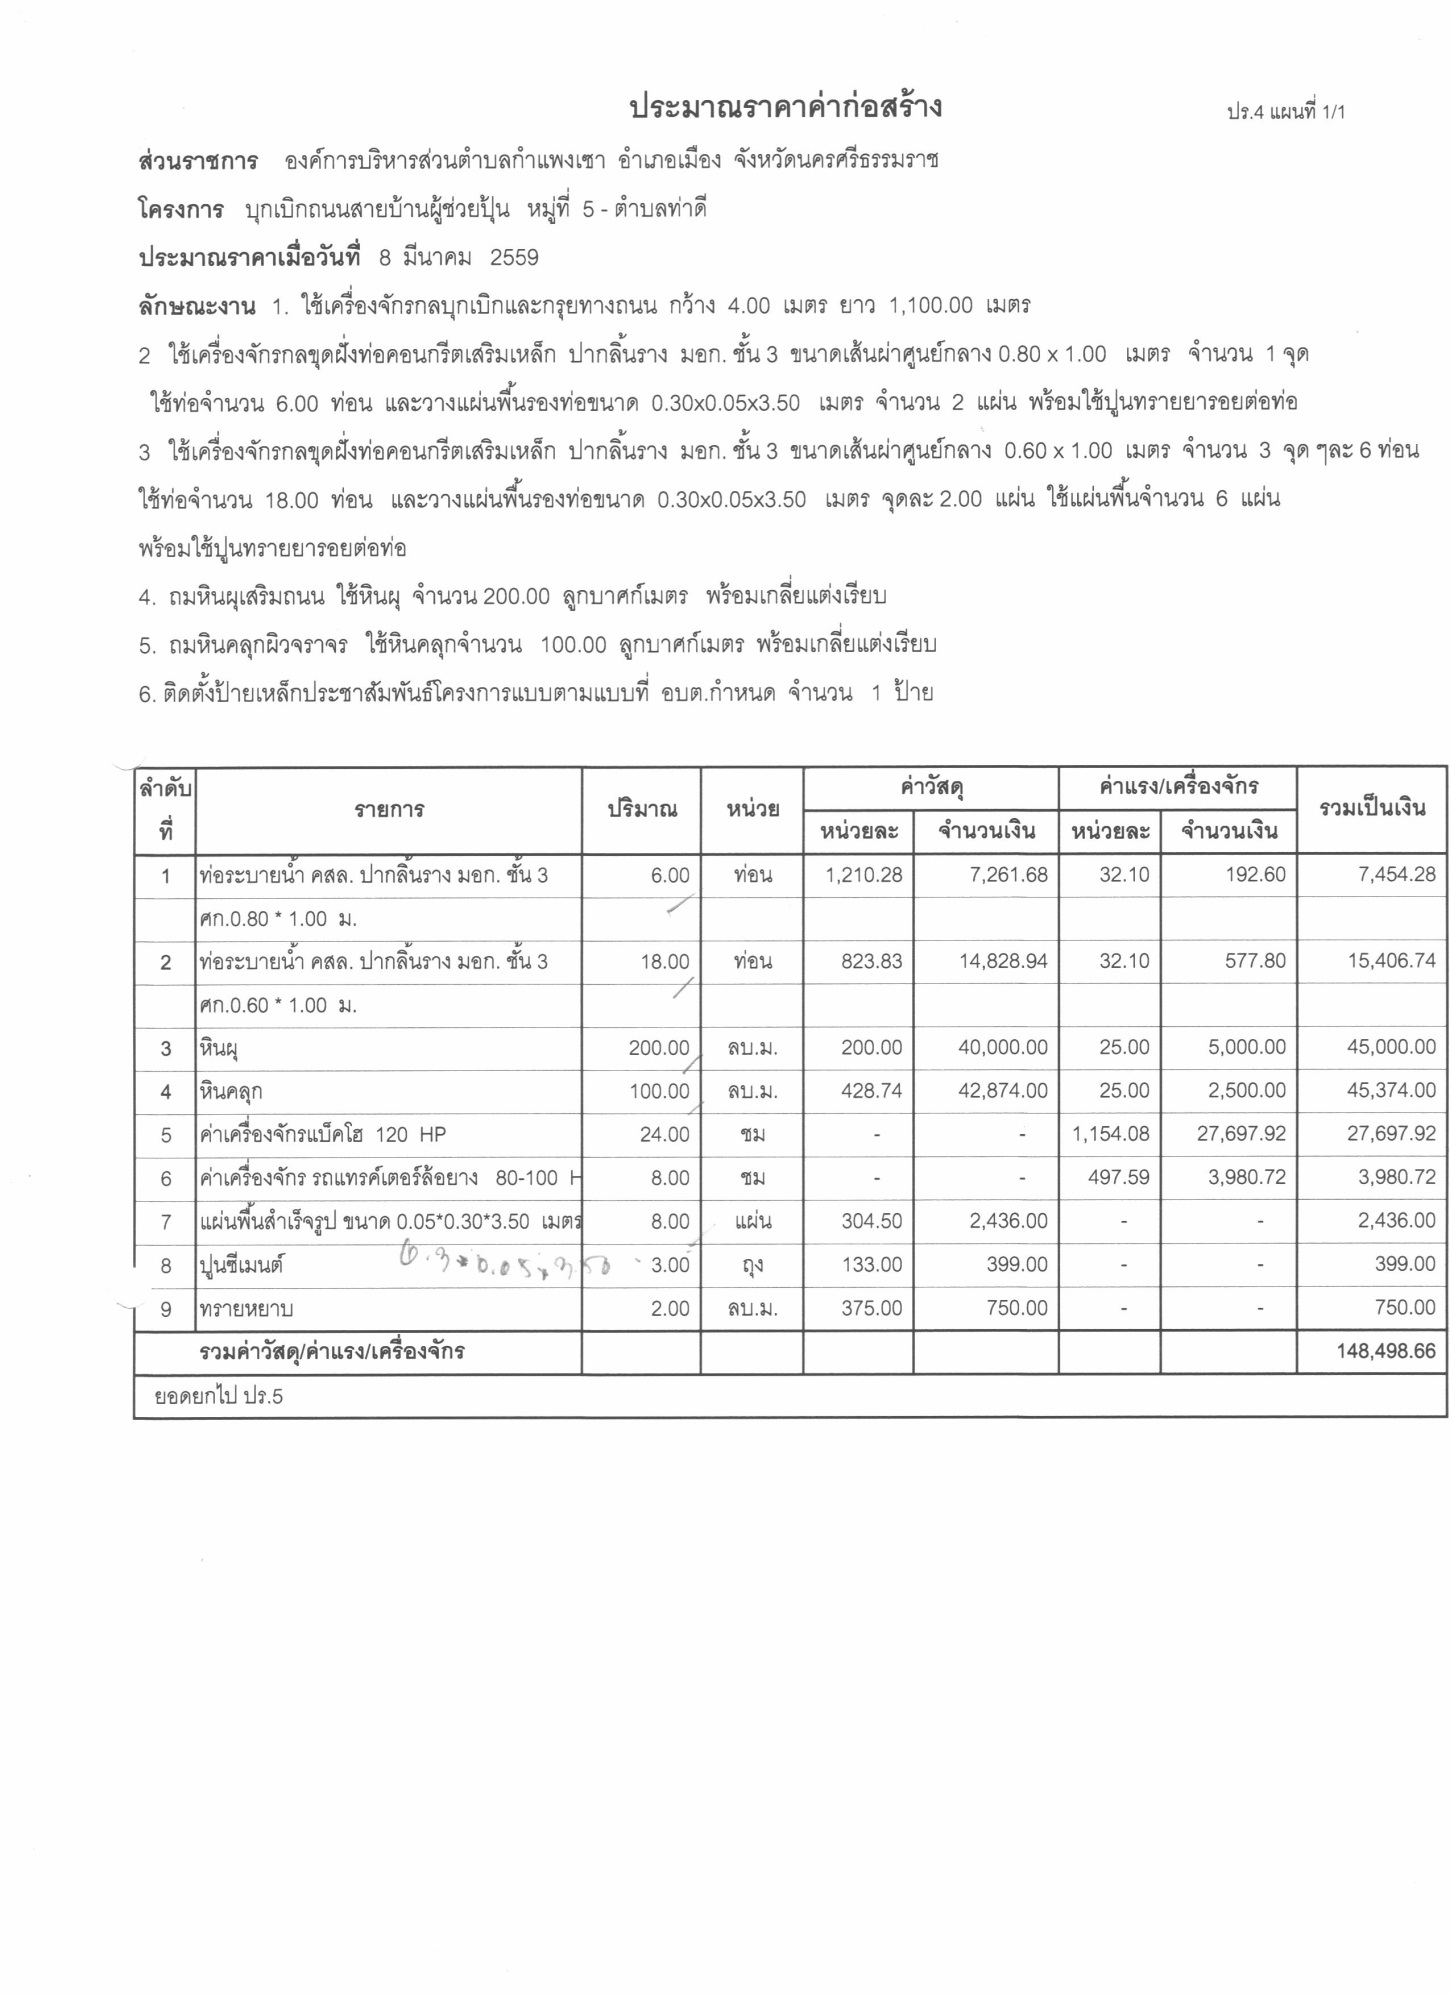 ประมาณราคาค่าก่อสร้าง
ปร.4 แผนที่ 1/1
ส่วนราชการ องค์การบริหารส่วนตำบลกำแพงเซา อำเภอเมือง จังหวัดนครศรีธรรมราช
โครงการ บุกเบิกถนนสายบ้านผู้ช่วยปุ้น หมู่ที่ 5 - ตำบลท่าดี
ประมาณราคาเมื่อวันที่ 8 มีนาคม 2559
ลักษณะงาน 1. ใช้เครื่องจักรกลบุกเบิกและกรุยทางถนน กว้าง 4.00 เมตร ยาว 1,100.00 เมตร
2 ใช้เครื่องจักรกลขุดฝั่งท่อคอนกรีตเสริมเหล็ก ปากลิ้นราง มอก. ชั้น 3 ขนาดเส้นผ่าศูนย์กลาง 0.80 x 1.00 เมตร จำนวน 1 จุด
ใช้ท่อจำนวน 6.00 ท่อน และวางแผ่นพื้นรองท่อขนาด 0.30x0.05x3.50 เมตร จำนวน 2 แผ่น พร้อมใช้ปูนทรายยารอยต่อท่อ
3 ใช้เครื่องจักรกลขุดฝั่งท่อคอนกรีตเสริมเหล็ก ปากลิ้นราง มอก. ชั้น 3 ขนาดเส้นผ่าศูนย์กลาง 0.60 x 1.00 เมตร จำนวน 3 จุด ๆละ 6 ท่อน
ใช้ท่อจำนวน 18.00 ท่อน และวางแผ่นพื้นรองท่อขนาด 0.30x0.05x3.50 เมตร จุดละ 2.00 แผ่น ใช้แผ่นพื้นจำนวน 6 แผ่น
พร้อมใช้ปูนทรายยารอยต่อท่อ
4. ถมหินผุเสริมถนน ใช้หินผุ จำนวน 200.00 ลูกบาศก์เมตร พร้อมเกลี่ยแต่งเรียบ
5. ถมหินคลุกผิวจราจร ใช้หินคลุกจำนวน 100.00 ลูกบาศก์เมตร พร้อมเกลี่ยแต่งเรียบ
6. ติดตั้งป้ายเหล็กประชาสัมพันธ์โครงการแบบตามแบบที่ อบต.กำหนด จำนวน 1 ป้าย
ลำดับที่ รายการ ปริมาณ หน่วย ค่าวัสดุ ค่าแรง/เครื่องจักร รวมเป็นเงิน
หน่วยละ จำนวนเงิน หน่วยละ จำนวนเงิน
1 ท่อระบายน้ำ คสล. ปากลิ้นราง มอก. ชั้น 3 6.00 ท่อน 1,210.28 7,261.68 32.10 192.60 7,454.28
ศก.0.80 * 1.00 ม.
2 ท่อระบายน้ำ คสล. ปากลิ้นราง มอก. ชั้น 3 18.00 ท่อน 823.83 14,828.94 32.10 577.80 15,406.74
ศก.0.60 * 1.00 ม.
3 หินผุ 200.00 ลบ.ม. 200.00 40,000.00 25.00 5,000.00 45,000.00
4 หินคลุก 100.00 ลบ.ม. 428.74 42,874.00 25.00 2,500.00 45,374.00
5 ค่าเครื่องจักรแบ็คโฮ 120 HP 24.00 ชม - - 1,154.08 27,697.92 27,697.92
6 ค่าเครื่องจักร รถแทรค์เตอร์ล้อยาง 80-100 H 8.00 ชม - - 497.59 3,980.72 3,980.72
7 แผ่นพื้นสำเร็จรูป ขนาด 0.05*0.30*3.50 เมตร 8.00 แผ่น 304.50 2,436.00 - - 2,436.00
8 ปูนซีเมนต์ 0.3x0.05x3.50 3.00 ถุง 133.00 399.00 - - 399.00
9 ทรายหยาบ 2.00 ลบ.ม. 375.00 750.00 - - 750.00
รวมค่าวัสดุ/ค่าแรง/เครื่องจักร 148,498.66
ยอดยกไป ปร.5